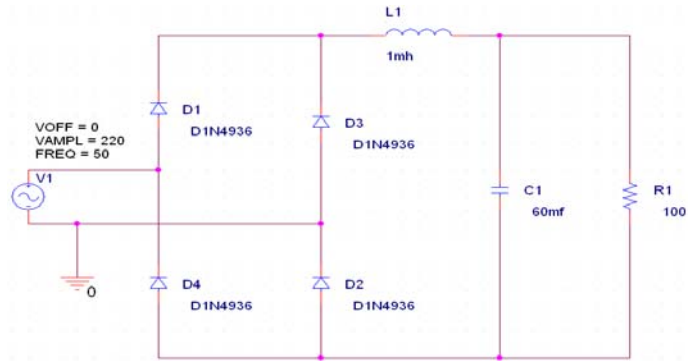 L1
1mh
D1
D1N4936
D3
D1N4936
VOFF = 0
VAMPL = 220
FREQ = 50
V1
C1
60mf
R1
100
0
D4
D1N4936
D2
D1N4936